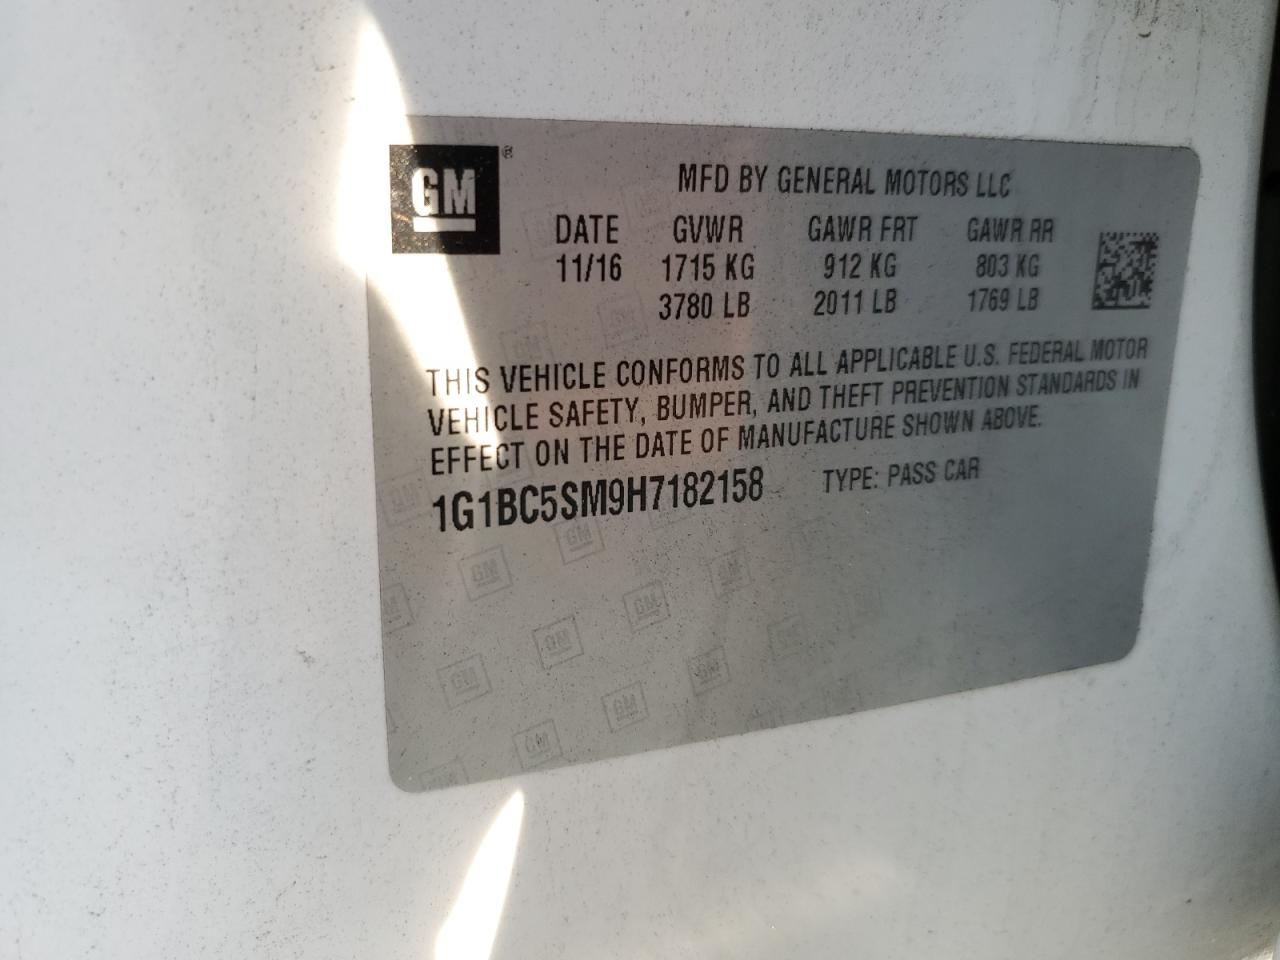 GM®
MFD BY GENERAL MOTORS LLC
DATE GVWR GAWR FRT GAWR RR
11/16 1715 KG 912 KG 803 KG
3780 LB 2011 LB 1769 LB
THIS VEHICLE CONFORMS TO ALL APPLICABLE U.S. FEDERAL MOTOR
VEHICLE SAFETY, BUMPER, AND THEFT PREVENTION STANDARDS IN
EFFECT ON THE DATE OF MANUFACTURE SHOWN ABOVE.
1G1BC5SM9H7182158 TYPE: PASS CAR